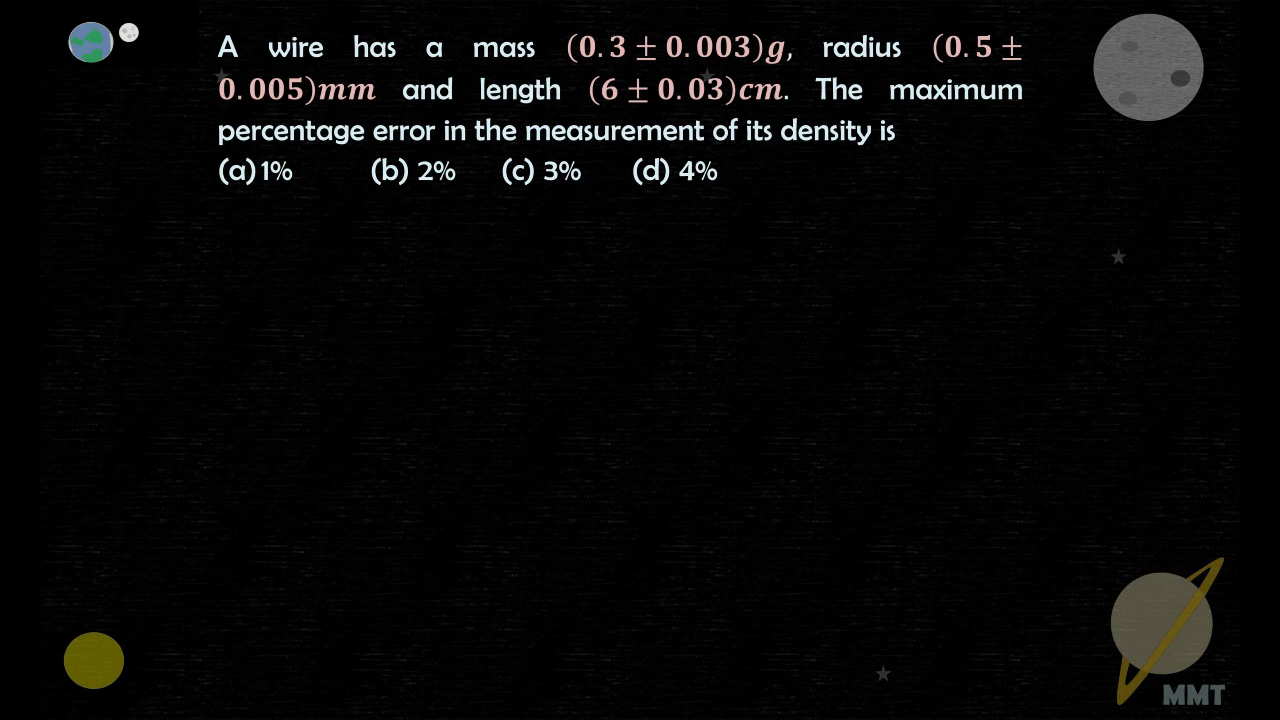 A wire has a mass (0.3 ± 0.003)g, radius (0.5 ±
0.005)mm and length (6 ± 0.03)cm. The maximum
percentage error in the measurement of its density is
(a) 1% (b) 2% (c) 3% (d) 4%
MMT